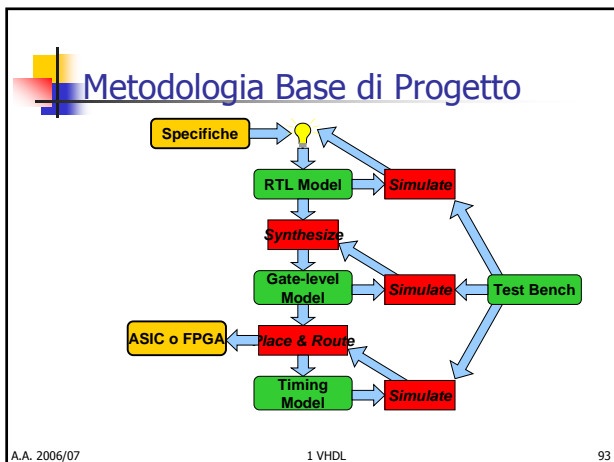 Metodologia Base di Progetto
Specifiche
RTL Model
Simulate
Synthesize
Gate-level
Model
Simulate
Test Bench
ASIC o FPGA
Place & Route
Timing
Model
Simulate
A.A. 2006/07
1 VHDL
93